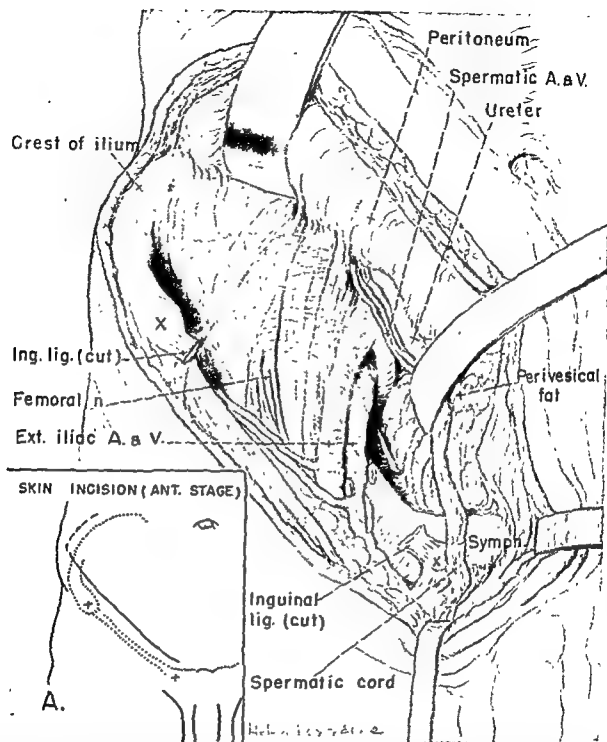 Peritoneum
Spermatic A. & V.
Ureter
Crest of ilium
X
Ing. lig. (cut)
Femoral n
Ext. iliac A. & V.
Perivesical
fat
SKIN INCISION (ANT. STAGE)
Symph.
x
Inguinal
lig. (cut)
Spermatic cord
A.